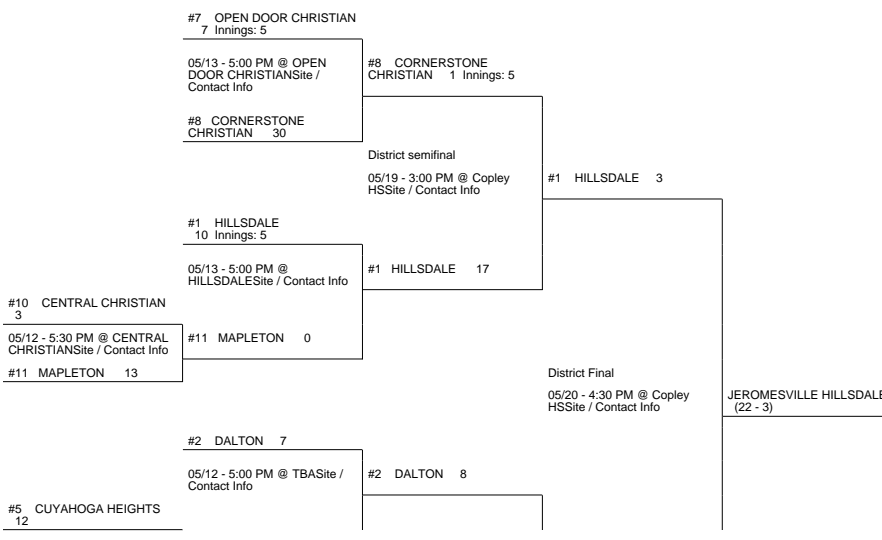 #7 OPEN DOOR CHRISTIAN
7 Innings: 5
05/13 - 5:00 PM @ OPEN
DOOR CHRISTIANSite /
Contact Info
#8 CORNERSTONE
CHRISTIAN 1 Innings: 5
#8 CORNERSTONE
CHRISTIAN 30
District semifinal
05/19 - 3:00 PM @ Copley
HSSite / Contact Info
#1 HILLSDALE 3
#1 HILLSDALE
10 Innings: 5
05/13 - 5:00 PM @
HILLSDALESite / Contact Info
#1 HILLSDALE 17
#10 CENTRAL CHRISTIAN
3
05/12 - 5:30 PM @ CENTRAL
CHRISTIANSite / Contact Info
#11 MAPLETON 0
#11 MAPLETON 13
District Final
05/20 - 4:30 PM @ Copley
HSSite / Contact Info
JEROMESVILLE HILLSDALE
(22 - 3)
#2 DALTON 7
05/12 - 5:00 PM @ TBASite /
Contact Info
#2 DALTON 8
#5 CUYAHOGA HEIGHTS
12